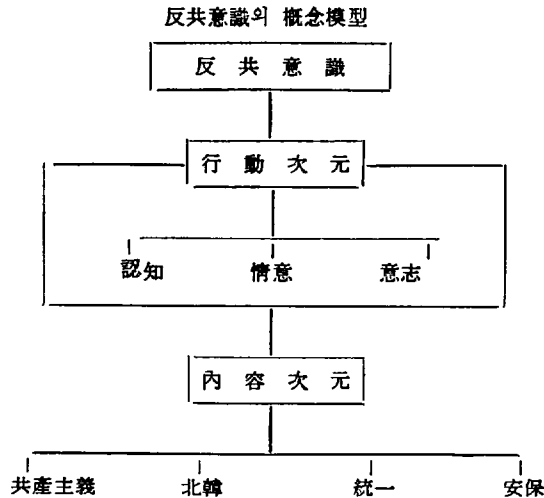 反共意識의 槪念模型
反共意識
行動次元
認知 情意 意志
內容次元
共產主義 北韓 統一 安保